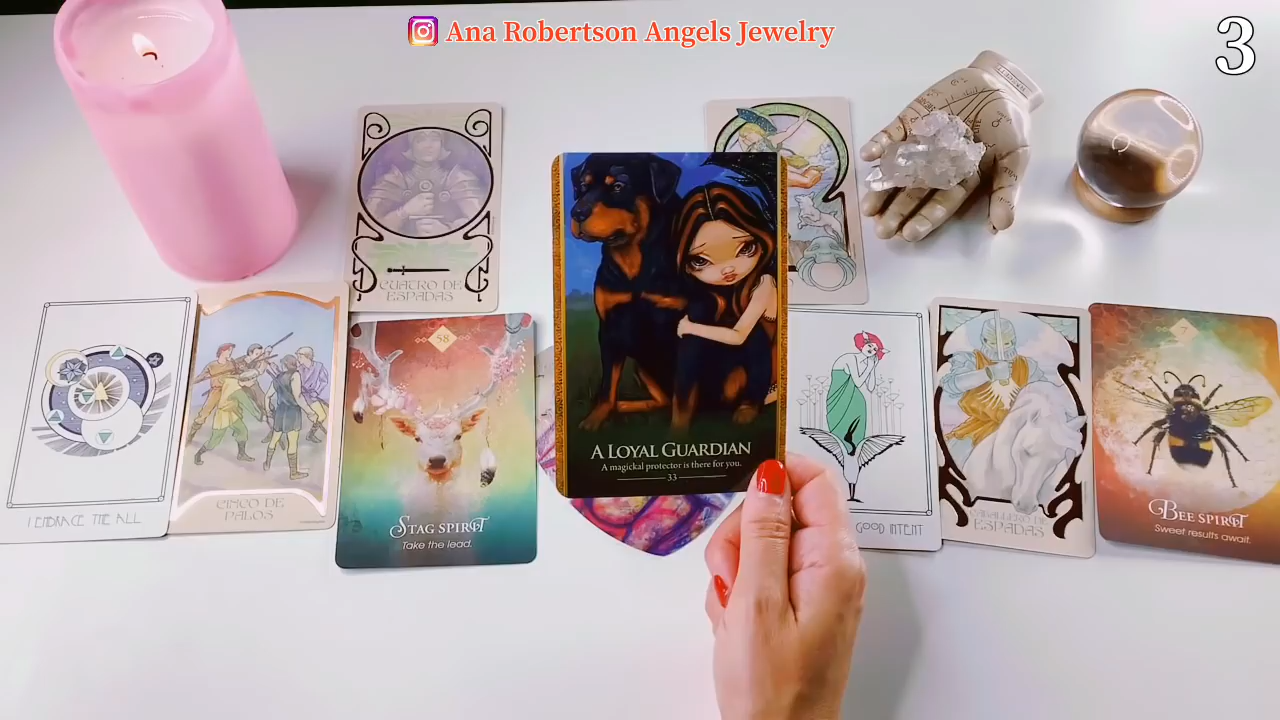 Ana Robertson Angels Jewelry
3
CUATRO DE
ESPADAS
I EMBRACE THE ALL
CINCO DE
PALOS
58
STAG SPIRIT
Take the lead.
A LOYAL GUARDIAN
A magickal protector is there for you.
33
GOOD INTENT
CABALLERO DE
ESPADAS
7
BEE SPIRIT
Sweet results await.